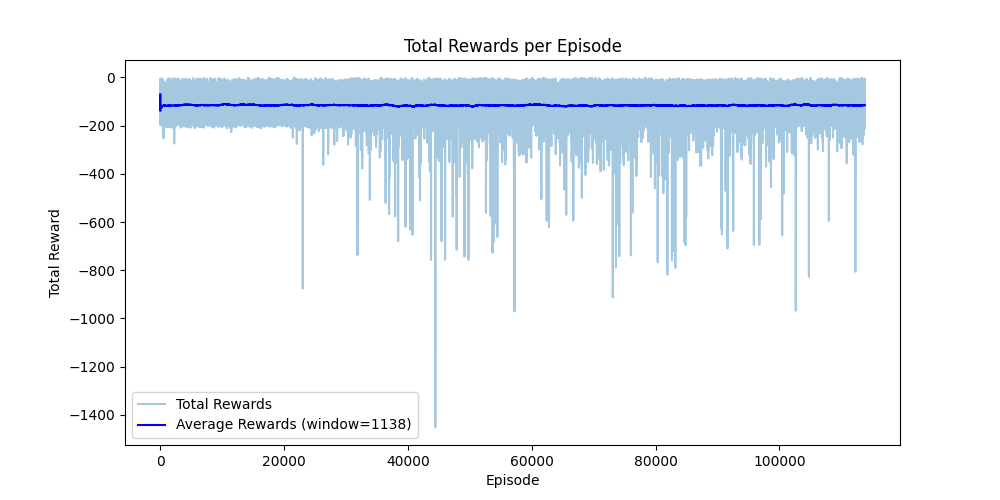 Total Rewards per Episode
Total Reward
0
−200
−400
−600
−800
−1000
−1200
−1400
Total Rewards
Average Rewards (window=1138)
0 20000 40000 60000 80000 100000
Episode